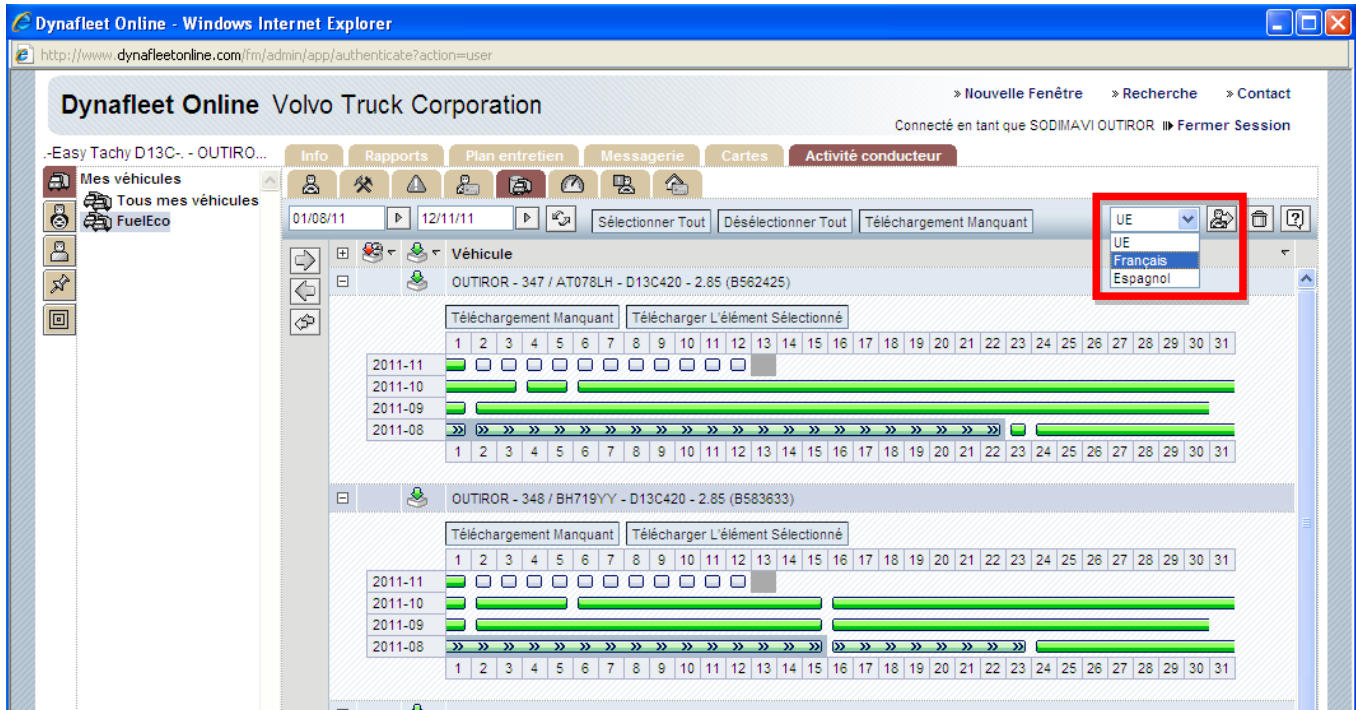 Dynafleet Online - Windows Internet Explorer
http://www.dynafleetonline.com/fm/admin/app/authenticate?action=user
Dynafleet Online Volvo Truck Corporation
» Nouvelle Fenêtre » Recherche » Contact
Connecté en tant que SODIMAVI OUTIROR Fermer Session
.-Easy Tachy D13C-. - OUTIRO...
Info Rapports Plan entretien Messagerie Cartes Activité conducteur
Mes véhicules
Tous mes véhicules
FuelEco
01/08/11 12/11/11 Sélectionner Tout Désélectionner Tout Téléchargement Manquant UE
UE
Français
Espagnol
Véhicule
OUTIROR - 347 / AT078LH - D13C420 - 2.85 (B562425)
Téléchargement Manquant Télécharger L'élément Sélectionné
1 2 3 4 5 6 7 8 9 10 11 12 13 14 15 16 17 18 19 20 21 22 23 24 25 26 27 28 29 30 31
2011-11
2011-10
2011-09
2011-08
1 2 3 4 5 6 7 8 9 10 11 12 13 14 15 16 17 18 19 20 21 22 23 24 25 26 27 28 29 30 31
OUTIROR - 348 / BH719YY - D13C420 - 2.85 (B583633)
Téléchargement Manquant Télécharger L'élément Sélectionné
1 2 3 4 5 6 7 8 9 10 11 12 13 14 15 16 17 18 19 20 21 22 23 24 25 26 27 28 29 30 31
2011-11
2011-10
2011-09
2011-08
1 2 3 4 5 6 7 8 9 10 11 12 13 14 15 16 17 18 19 20 21 22 23 24 25 26 27 28 29 30 31